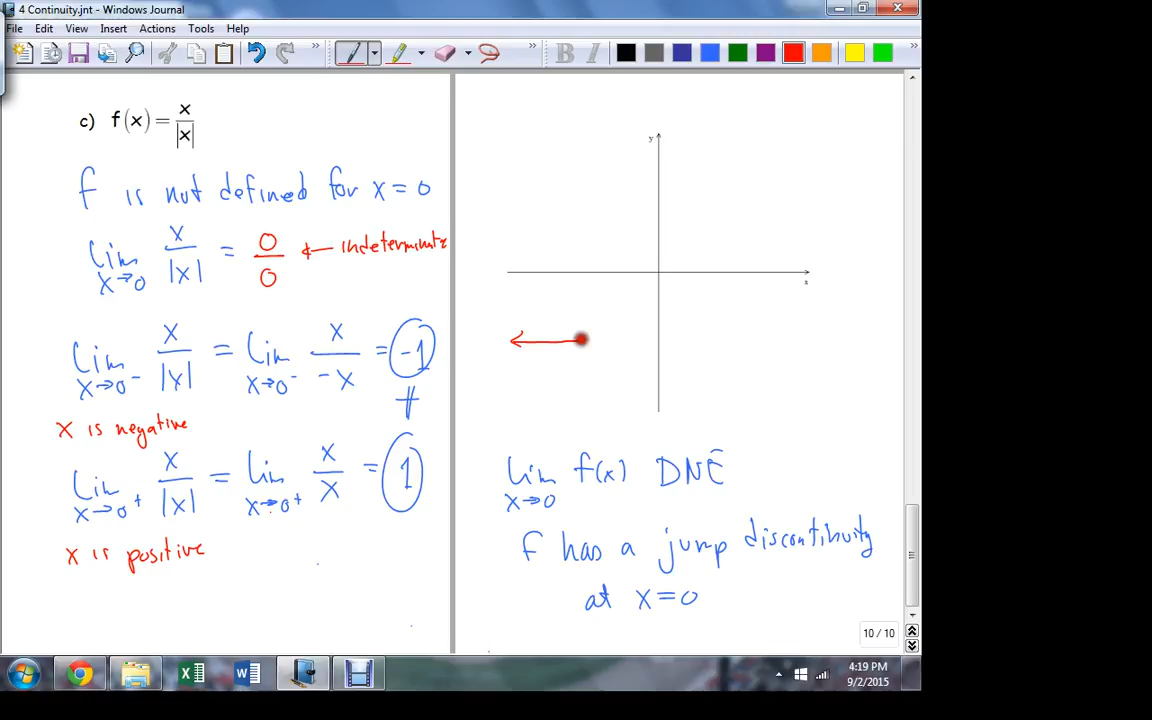 4 Continuity.jnt - Windows Journal
File Edit View Insert Actions Tools Help
B I
c) f(x) = x/|x|
f is not defined for x = 0
lim x→0 x/|x| = 0/0 ← indeterminate
lim x→0⁻ x/|x| = lim x→0⁻ x/-x = -1
≠
x is negative
lim x→0⁺ x/|x| = lim x→0⁺ x/x = 1
x is positive
y
x
lim x→0 f(x) DNE
f has a jump discontinuity
at x=0
10 / 10
4:19 PM
9/2/2015